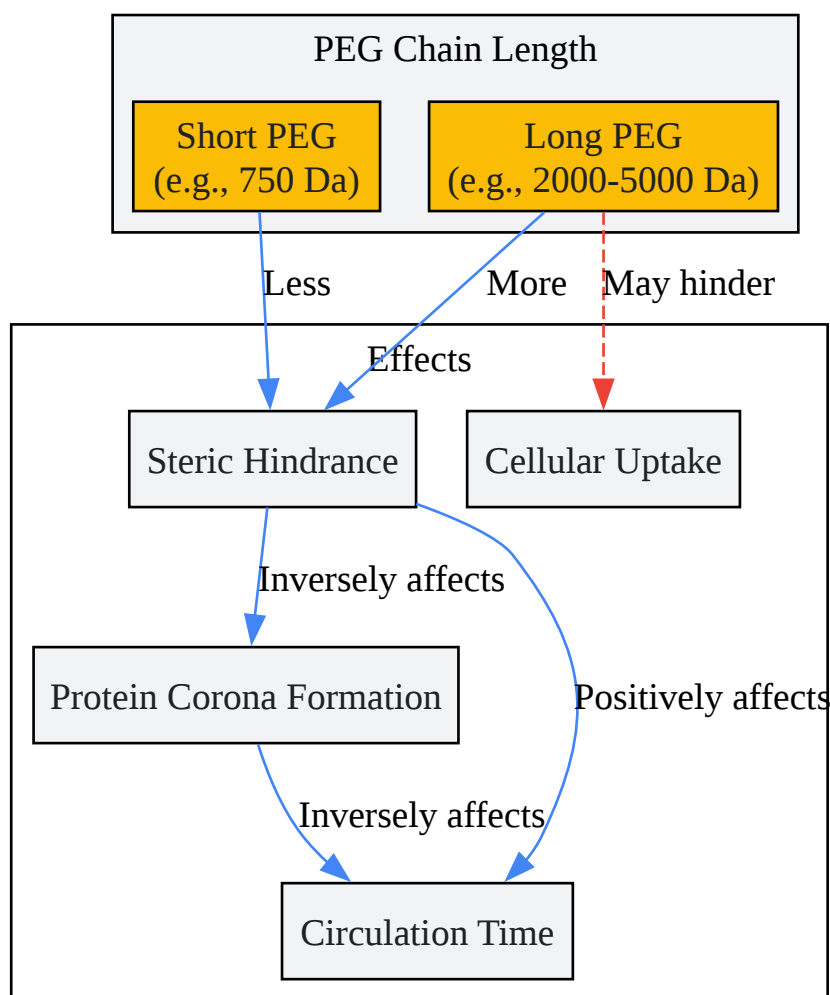 PEG Chain Length
Short PEG
(e.g., 750 Da)
Long PEG
(e.g., 2000-5000 Da)
Less
More
May hinder
Effects
Steric Hindrance
Cellular Uptake
Inversely affects
Protein Corona Formation
Positively affects
Inversely affects
Circulation Time